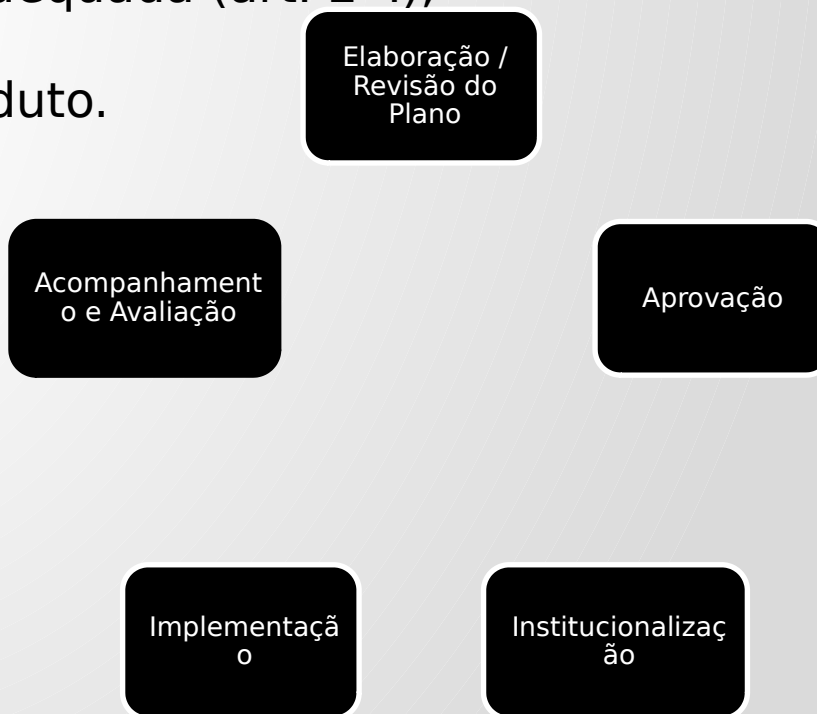 duto.
Elaboração /
Revisão do
Plano
Acompanhament
o e Avaliação
Aprovação
Implementaçã
o
Institucionalizaç
ão